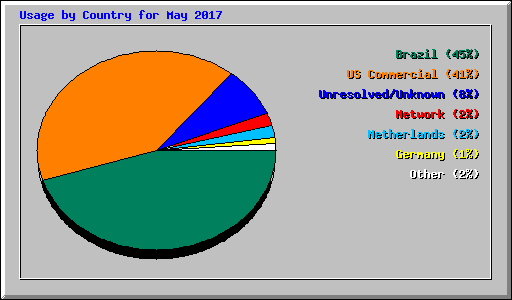 Usage by Country for May 2017
Brazil (45%)
US Commercial (41%)
Unresolved/Unknown (8%)
Network (2%)
Netherlands (2%)
Germany (1%)
Other (2%)